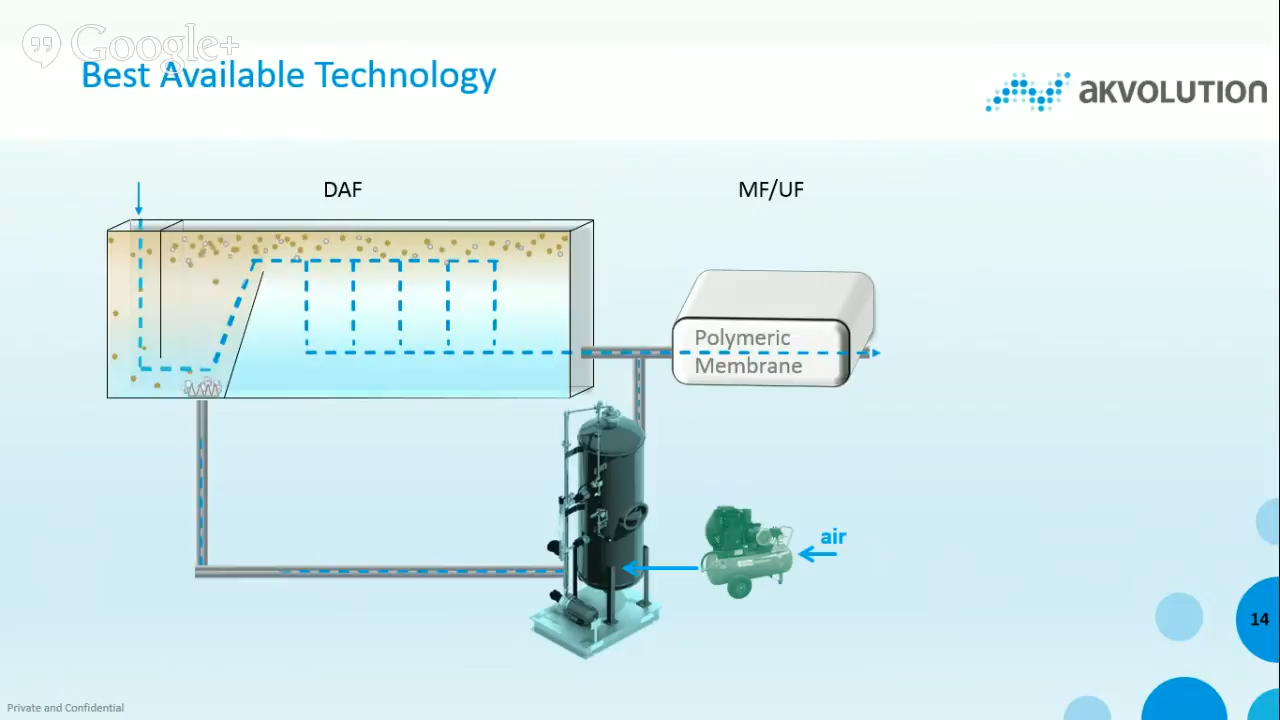 Google+
Best Available Technology
AKVOLUTION
DAF
MF/UF
Polymeric
Membrane
air
14
Private and Confidential